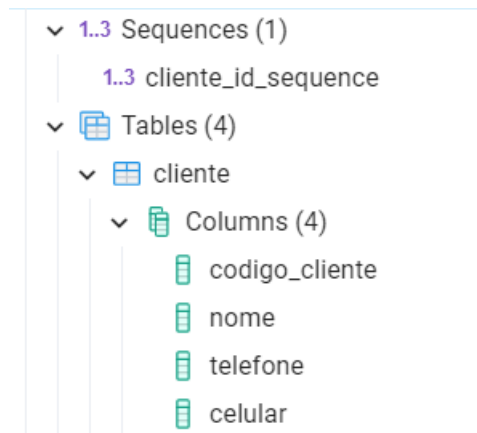 1..3 Sequences (1)
1..3 cliente_id_sequence
Tables (4)
cliente
Columns (4)
codigo_cliente
nome
telefone
celular